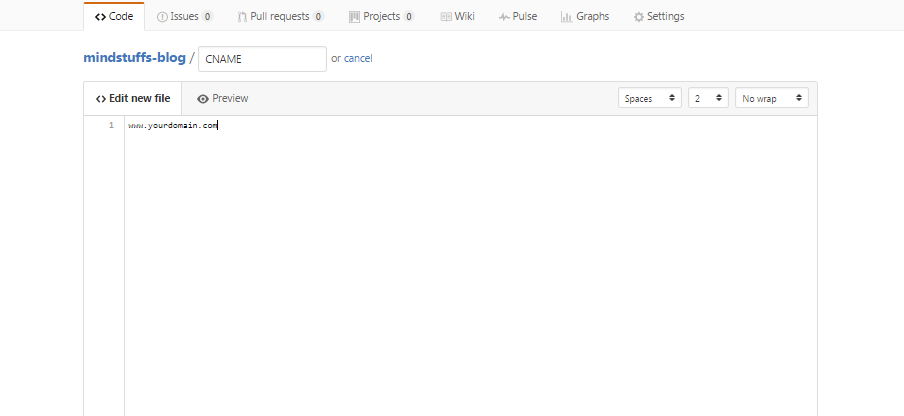 Code Issues 0 Pull requests 0 Projects 0 Wiki Pulse Graphs Settings
mindstuffs-blog / CNAME or cancel
Edit new file Preview Spaces 2 No wrap
1 www.yourdomain.com